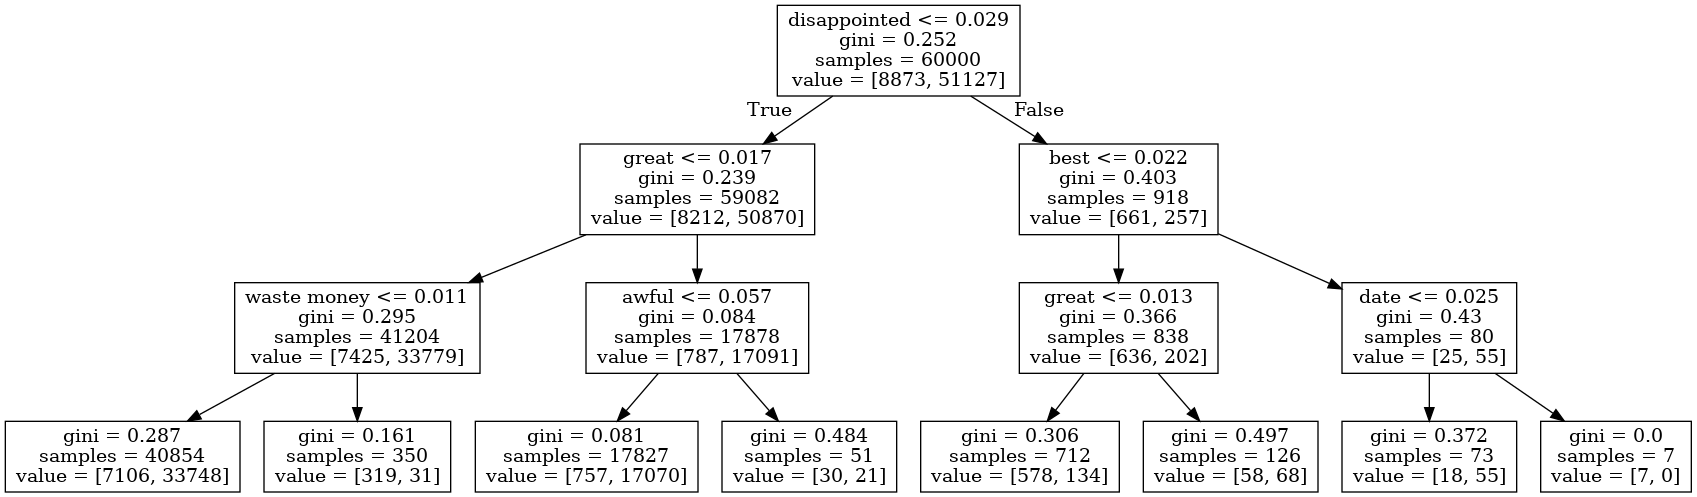 disappointed <= 0.029
gini = 0.252
samples = 60000
value = [8873, 51127]
True
False
great <= 0.017
gini = 0.239
samples = 59082
value = [8212, 50870]
best <= 0.022
gini = 0.403
samples = 918
value = [661, 257]
waste money <= 0.011
gini = 0.295
samples = 41204
value = [7425, 33779]
awful <= 0.057
gini = 0.084
samples = 17878
value = [787, 17091]
great <= 0.013
gini = 0.366
samples = 838
value = [636, 202]
date <= 0.025
gini = 0.43
samples = 80
value = [25, 55]
gini = 0.287
samples = 40854
value = [7106, 33748]
gini = 0.161
samples = 350
value = [319, 31]
gini = 0.081
samples = 17827
value = [757, 17070]
gini = 0.484
samples = 51
value = [30, 21]
gini = 0.306
samples = 712
value = [578, 134]
gini = 0.497
samples = 126
value = [58, 68]
gini = 0.372
samples = 73
value = [18, 55]
gini = 0.0
samples = 7
value = [7, 0]